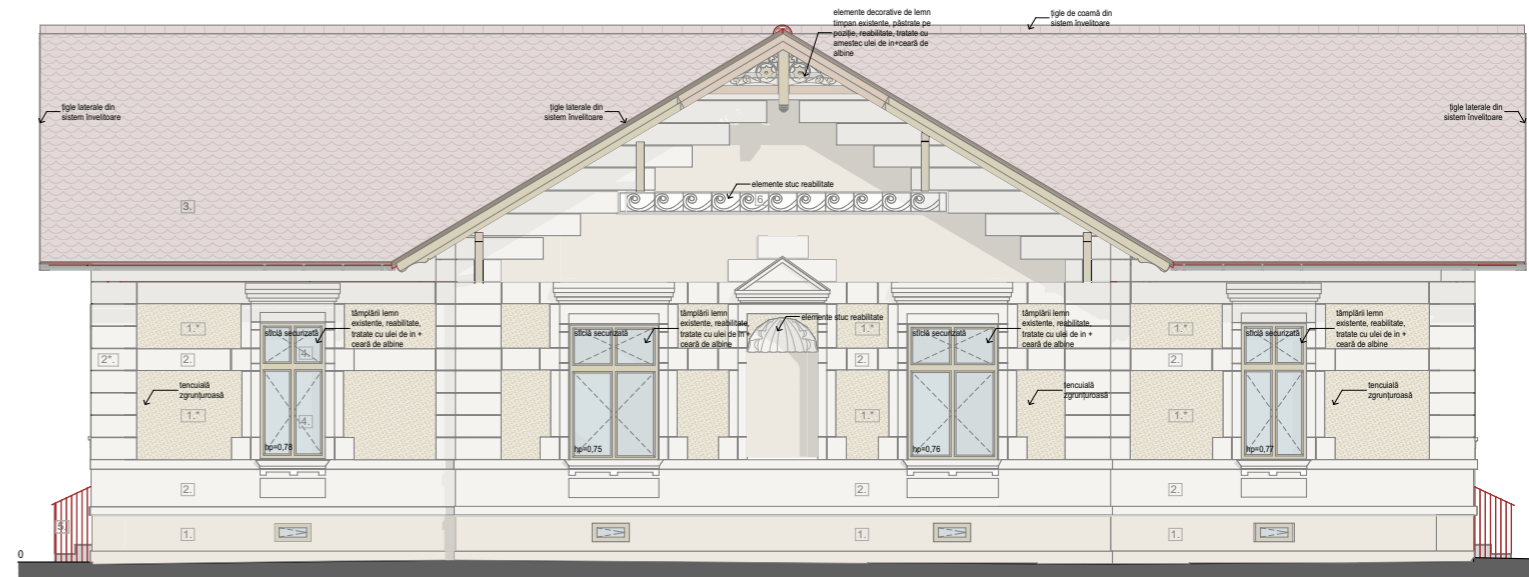 elemente decorative de lemn
timpan existente, păstrate pe
poziție, reabilitate, tratate cu
amestec ulei de in+ceară de
albine
țigle de coamă din
sistem învelitoare
țigle laterale din
sistem învelitoare
țigle laterale din
sistem învelitoare
țigle laterale din
sistem învelitoare
elemente stuc reabilitate
6.
3.
tâmplării lemn
existente, reabilitate,
tratate cu ulei de in +
ceară de albine
tâmplării lemn
existente, reabilitate,
tratate cu ulei de in +
ceară de albine
elemente stuc reabilitate
tâmplării lemn
existente, reabilitate,
tratate cu ulei de in +
ceară de albine
tâmplării lemn
existente, reabilitate,
tratate cu ulei de in +
ceară de albine
1.*
sticlă securizată
sticlă securizată
1.*
sticlă securizată
1.*
sticlă securizată
2*.
2.
4.
2.
2.
tencuială
zgrunțuroasă
tencuială
zgrunțuroasă
tencuială
zgrunțuroasă
1.*
4.
1.*
1.*
hp=0,78
hp=0,75
hp=0,76
hp=0,77
2.
2.
2.
5.
1.
1.
1.
0